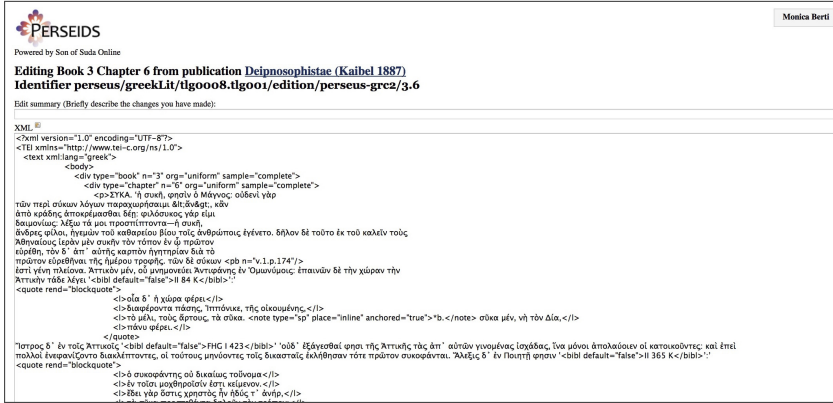 PERSEIDS
Monica Berti
Powered by Son of Suda Online
Editing Book 3 Chapter 6 from publication Deipnosophistae (Kaibel 1887)
Identifier perseus/greekLit/tlg0008.tlg001/edition/perseus-grc2/3.6
Edit summary (Briefly describe the changes you have made):
XML
<?xml version="1.0" encoding="UTF-8"?>
<TEI xmlns="http://www.tei-c.org/ns/1.0">
<text xml:lang="greek">
<body>
<div type="book" n="3" org="uniform" sample="complete">
<div type="chapter" n="6" org="uniform" sample="complete">
<p>ΣΥΚΑ. 'ἡ συκῆ, φησὶν ὁ Μάγνος: οὐδενὶ γὰρ
τῶν περὶ σύκων λόγων παραχωρήσαιμι &lt;ἄν&gt;, κἂν
ἀπὸ κράδης ἀποκρέμασθαι δέῃ: φιλόσυκος γάρ εἰμι
δαιμονίως: λέξω τά μοι προσπίπτοντα—ἡ συκῆ,
ἄνδρες φίλοι, ἡγεμὼν τοῦ καθαρείου βίου τοῖς ἀνθρώποις ἐγένετο. δῆλον δὲ τοῦτο ἐκ τοῦ καλεῖν τοὺς
Ἀθηναίους ἱερὰν μὲν συκῆν τὸν τόπον ἐν ᾧ πρῶτον
εὑρέθη, τὸν δ᾽ ἀπ᾽ αὐτῆς καρπὸν ἡγητηρίαν διὰ τὸ
πρῶτον εὑρεθῆναι τῆς ἡμέρου τροφῆς. τῶν δὲ σύκων <pb n="v.1.p.174"/>
ἐστὶ γένη πλείονα. Ἀττικὸν μέν, οὗ μνημονεύει Ἀντιφάνης ἐν Ὁμωνύμοις: ἐπαινῶν δὲ τὴν χώραν τὴν
Ἀττικὴν τάδε λέγει '<bibl default="false">II 84 K</bibl>':'
<quote rend="blockquote">
<l>οἷα δ᾽ ἡ χώρα φέρει</l>
<l>διαφέροντα πάσης, Ἱππόνικε, τῆς οἰκουμένης,</l>
<l>τὸ μέλι, τοὺς ἄρτους, τὰ σῦκα. <note type="sp" place="inline" anchored="true">*b.</note> σῦκα μέν, νὴ τὸν Δία,</l>
<l>πάνυ φέρει.</l>
</quote>
Ἴστρος δ᾽ ἐν τοῖς Ἀττικοῖς '<bibl default="false">FHG I 423</bibl>' 'οὐδ᾽ ἐξάγεσθαί φησι τῆς Ἀττικῆς τὰς ἀπ᾽ αὐτῶν γινομένας ἰσχάδας, ἵνα μόνοι ἀπολαύοιεν οἱ κατοικοῦντες: καὶ ἐπεὶ
πολλοὶ ἐνεφανίζοντο διακλέπτοντες, οἱ τούτους μηνύοντες τοῖς δικασταῖς ἐκλήθησαν τότε πρῶτον συκοφάνται. Ἄλεξις δ᾽ ἐν Ποιητῇ φησιν '<bibl default="false">II 365 K</bibl>':'
<quote rend="blockquote">
<l>ὁ συκοφάντης οὐ δικαίως τοὔνομα</l>
<l>ἐν τοῖσι μοχθηροῖσίν ἐστι κείμενον.</l>
<l>ἔδει γὰρ ὅστις χρηστὸς ἦν ἡδύς τ᾽ ἀνήρ,</l>